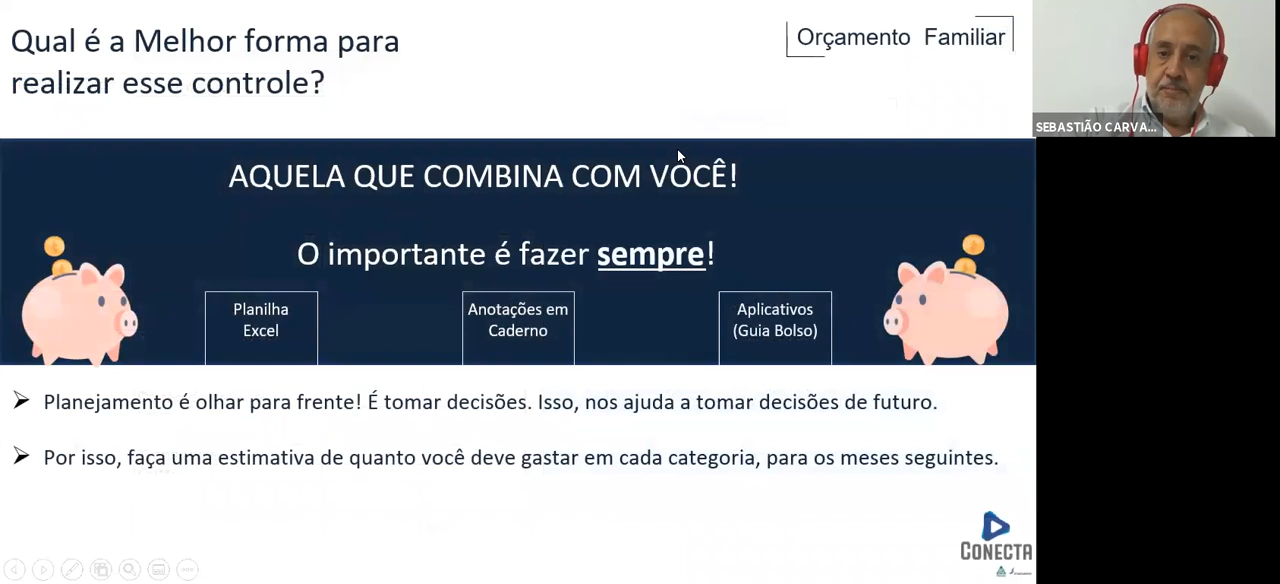 Qual é a Melhor forma para
realizar esse controle?
Orçamento Familiar
SEBASTIÃO CARVA...
AQUELA QUE COMBINA COM VOCÊ!
O importante é fazer sempre!
Planilha
Excel
Anotações em
Caderno
Aplicativos
(Guia Bolso)
Planejamento é olhar para frente! É tomar decisões. Isso, nos ajuda a tomar decisões de futuro.
Por isso, faça uma estimativa de quanto você deve gastar em cada categoria, para os meses seguintes.
CONECTA